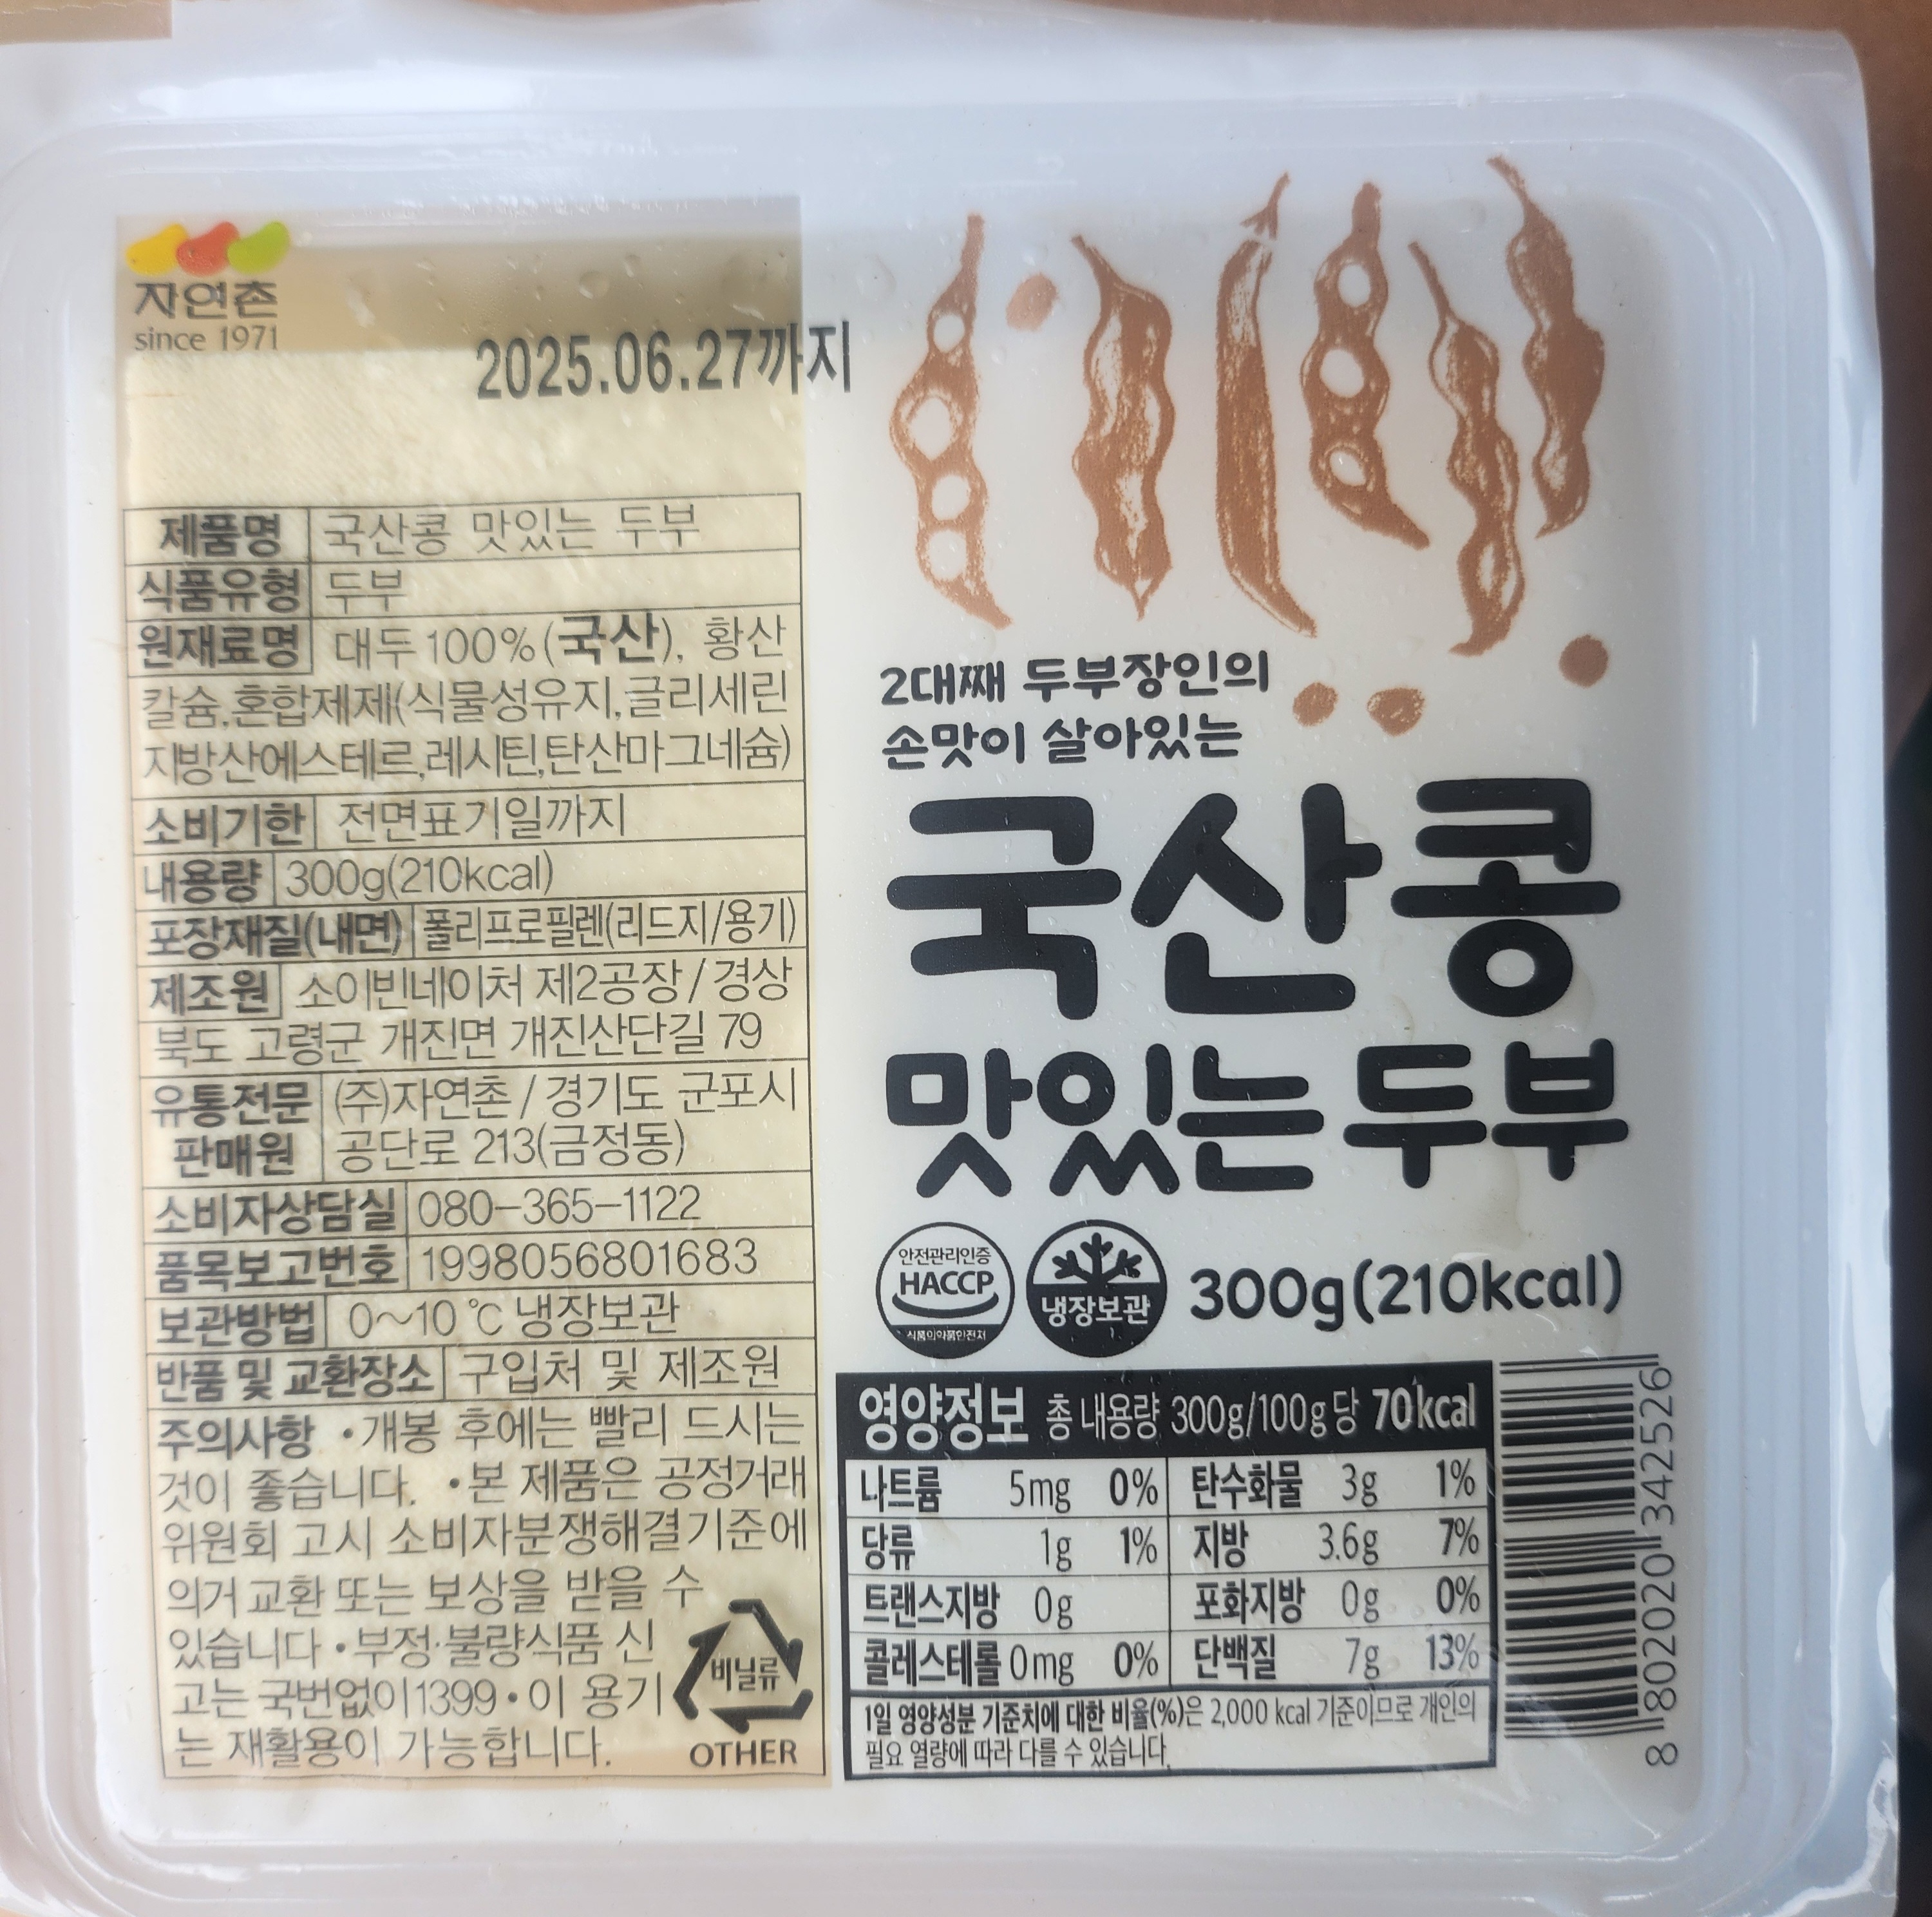 자연촌
since 1971
2025.06.27까지
제품명 국산콩 맛있는 두부
식품유형 두부
원재료명 대두 100%(국산), 황산
칼슘,혼합제제(식물성유지,글리세린
지방산에스테르,레시틴,탄산마그네슘)
소비기한 전면표기일까지
내용량 300g(210kcal)
포장재질(내면) 폴리프로필렌(리드지/용기)
제조원 소이빈네이처 제2공장/경상
북도 고령군 개진면 개진산단길 79
유통전문 (주)자연촌/경기도 군포시
판매원 공단로 213(금정동)
소비자상담실 080-365-1122
품목보고번호 1998056801683
보관방법 0~10℃ 냉장보관
반품 및 교환장소 구입처 및 제조원
주의사항 •개봉 후에는 빨리 드시는
것이 좋습니다. •본 제품은 공정거래
위원회 고시 소비자분쟁해결기준에
의거 교환 또는 보상을 받을 수
있습니다 •부정·불량식품 신
고는 국번없이1399•이 용기
는 재활용이 가능합니다.
비닐류
OTHER
2대째 두부장인의
손맛이 살아있는
국산콩
맛있는두부
안전관리인증
HACCP
식품의약품안전처
냉장보관
300g(210kcal)
영양정보 총 내용량 300g/100g당 70kcal
나트륨 5mg 0% 탄수화물 3g 1%
당류 1g 1% 지방 3.6g 7%
트랜스지방 0g 포화지방 0g 0%
콜레스테롤 0mg 0% 단백질 7g 13%
1일 영양성분 기준치에 대한 비율(%)은 2,000 kcal 기준이므로 개인의
필요 열량에 따라 다를 수 있습니다.
8 802020 342526